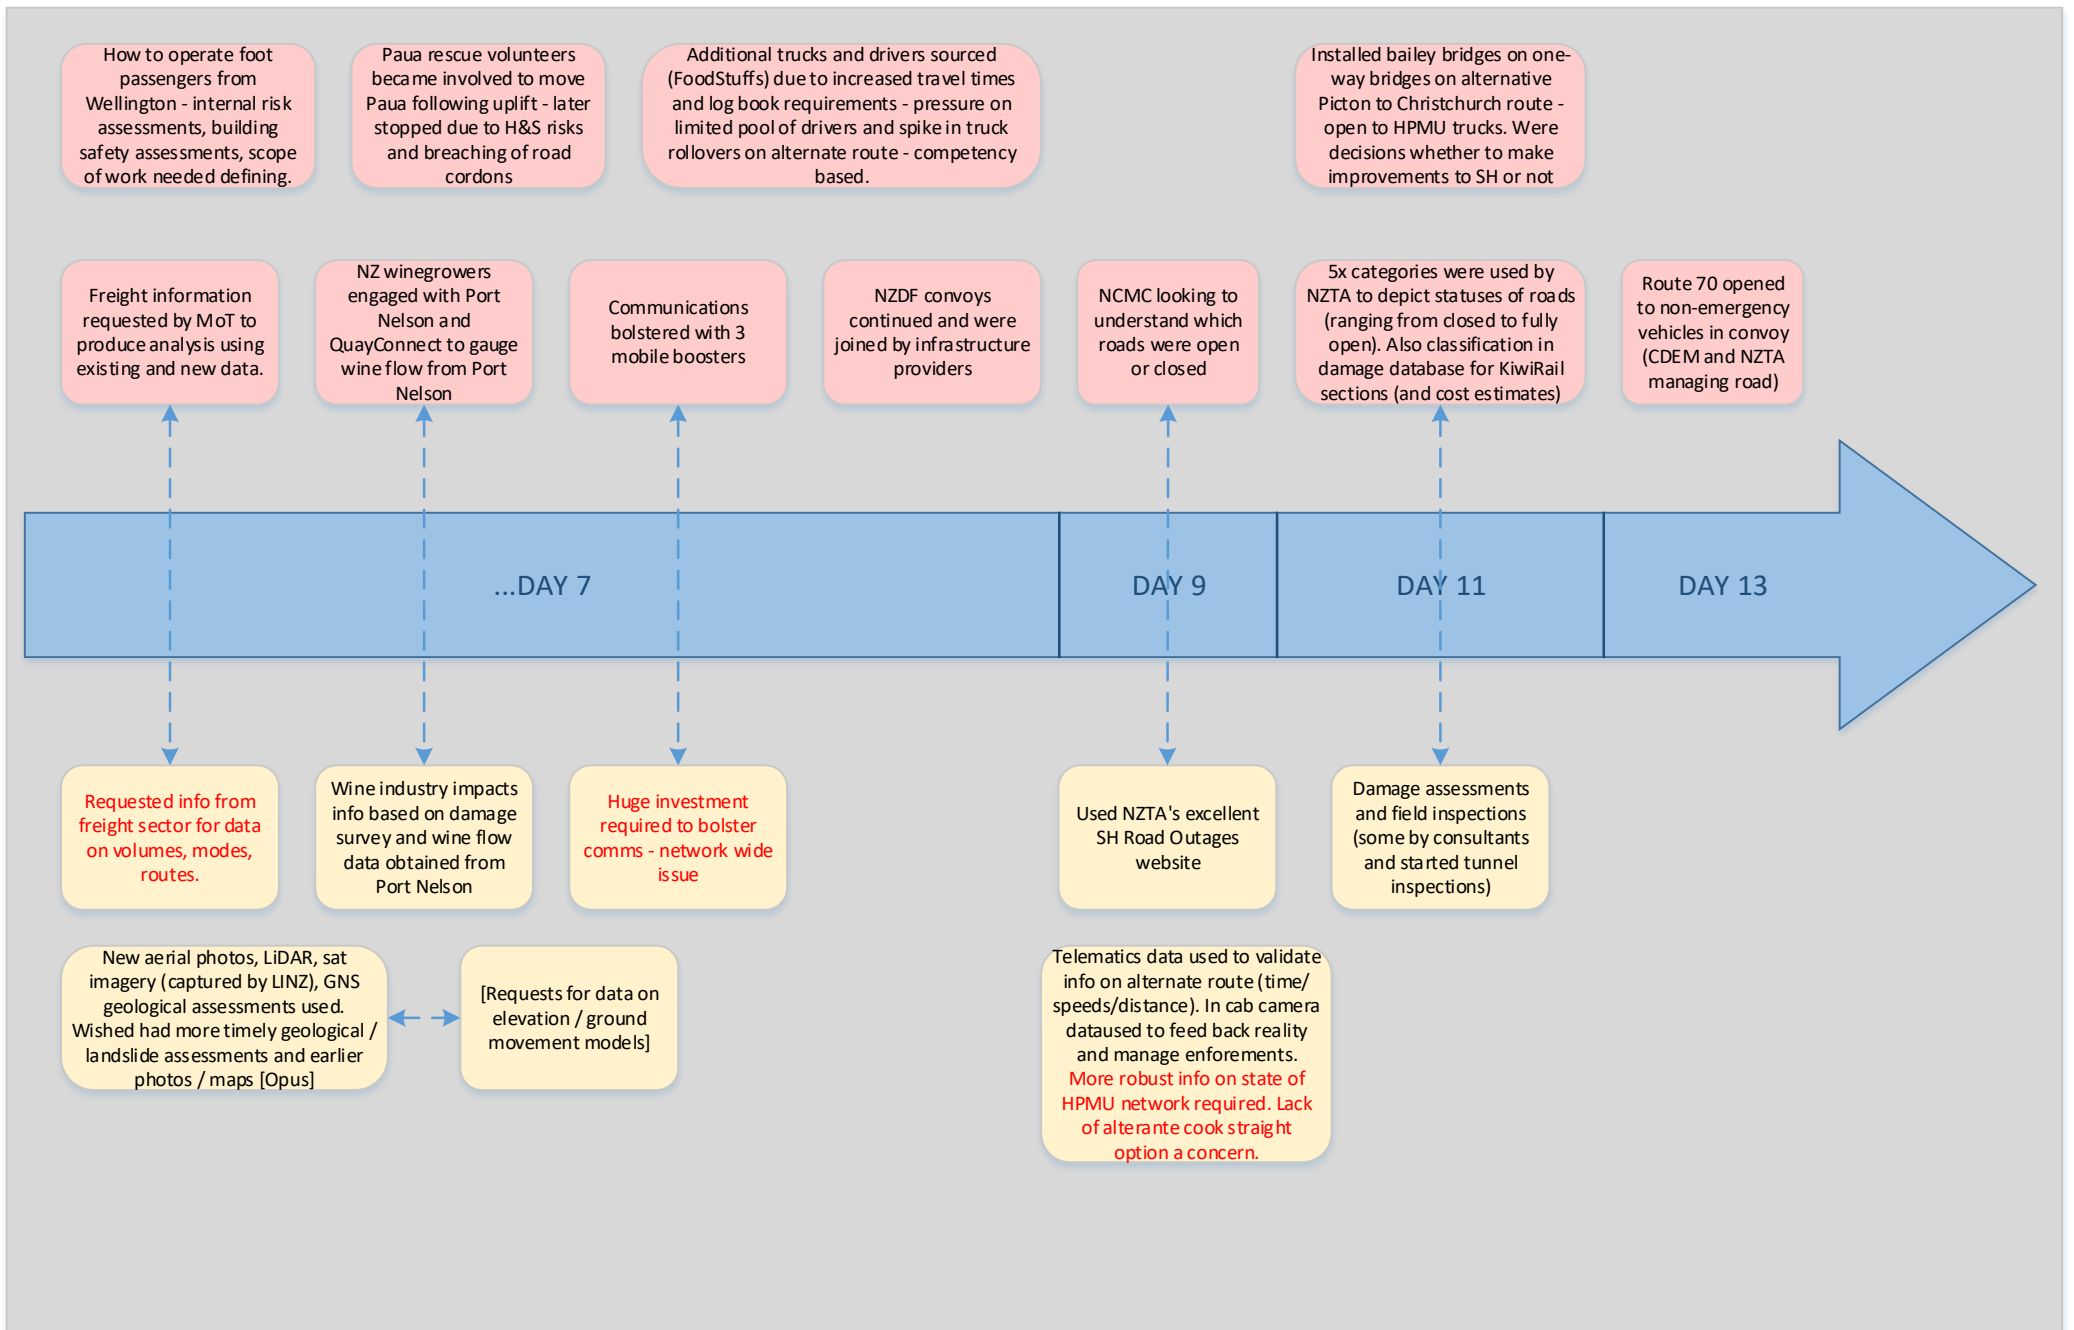 How to operate foot
passengers from
Wellington - internal risk
assessments, building
safety assessments, scope
of work needed defining.
Paua rescue volunteers
became involved to move
Paua following uplift - later
stopped due to H&S risks
and breaching of road
cordons
Additional trucks and drivers sourced
(FoodStuffs) due to increased travel times
and log book requirements - pressure on
limited pool of drivers and spike in truck
rollovers on alternate route - competency
based.
Installed bailey bridges on one-
way bridges on alternative
Picton to Christchurch route -
open to HPMU trucks. Were
decisions whether to make
improvements to SH or not
Freight information
requested by MoT to
produce analysis using
existing and new data.
NZ winegrowers
engaged with Port
Nelson and
QuayConnect to gauge
wine flow from Port
Nelson
Communications
bolstered with 3
mobile boosters
NZDF convoys
continued and were
joined by infrastructure
providers
NCMC looking to
understand which
roads were open
or closed
5x categories were used by
NZTA to depict statuses of roads
(ranging from closed to fully
open). Also classification in
damage database for KiwiRail
sections (and cost estimates)
Route 70 opened
to non-emergency
vehicles in convoy
(CDEM and NZTA
managing road)
...DAY 7
DAY 9
DAY 11
DAY 13
Requested info from
freight sector for data
on volumes, modes,
routes.
Wine industry impacts
info based on damage
survey and wine flow
data obtained from
Port Nelson
Huge investment
required to bolster
comms - network wide
issue
Used NZTA's excellent
SH Road Outages
website
Damage assessments
and field inspections
(some by consultants
and started tunnel
inspections)
New aerial photos, LiDAR, sat
imagery (captured by LINZ), GNS
geological assessments used.
Wished had more timely geological /
landslide assessments and earlier
photos / maps [Opus]
[Requests for data on
elevation / ground
movement models]
Telematics data used to validate
info on alternate route (time/
speeds/distance). In cab camera
dataused to feed back reality
and manage enforements.
More robust info on state of
HPMU network required. Lack
of alterante cook straight
option a concern.